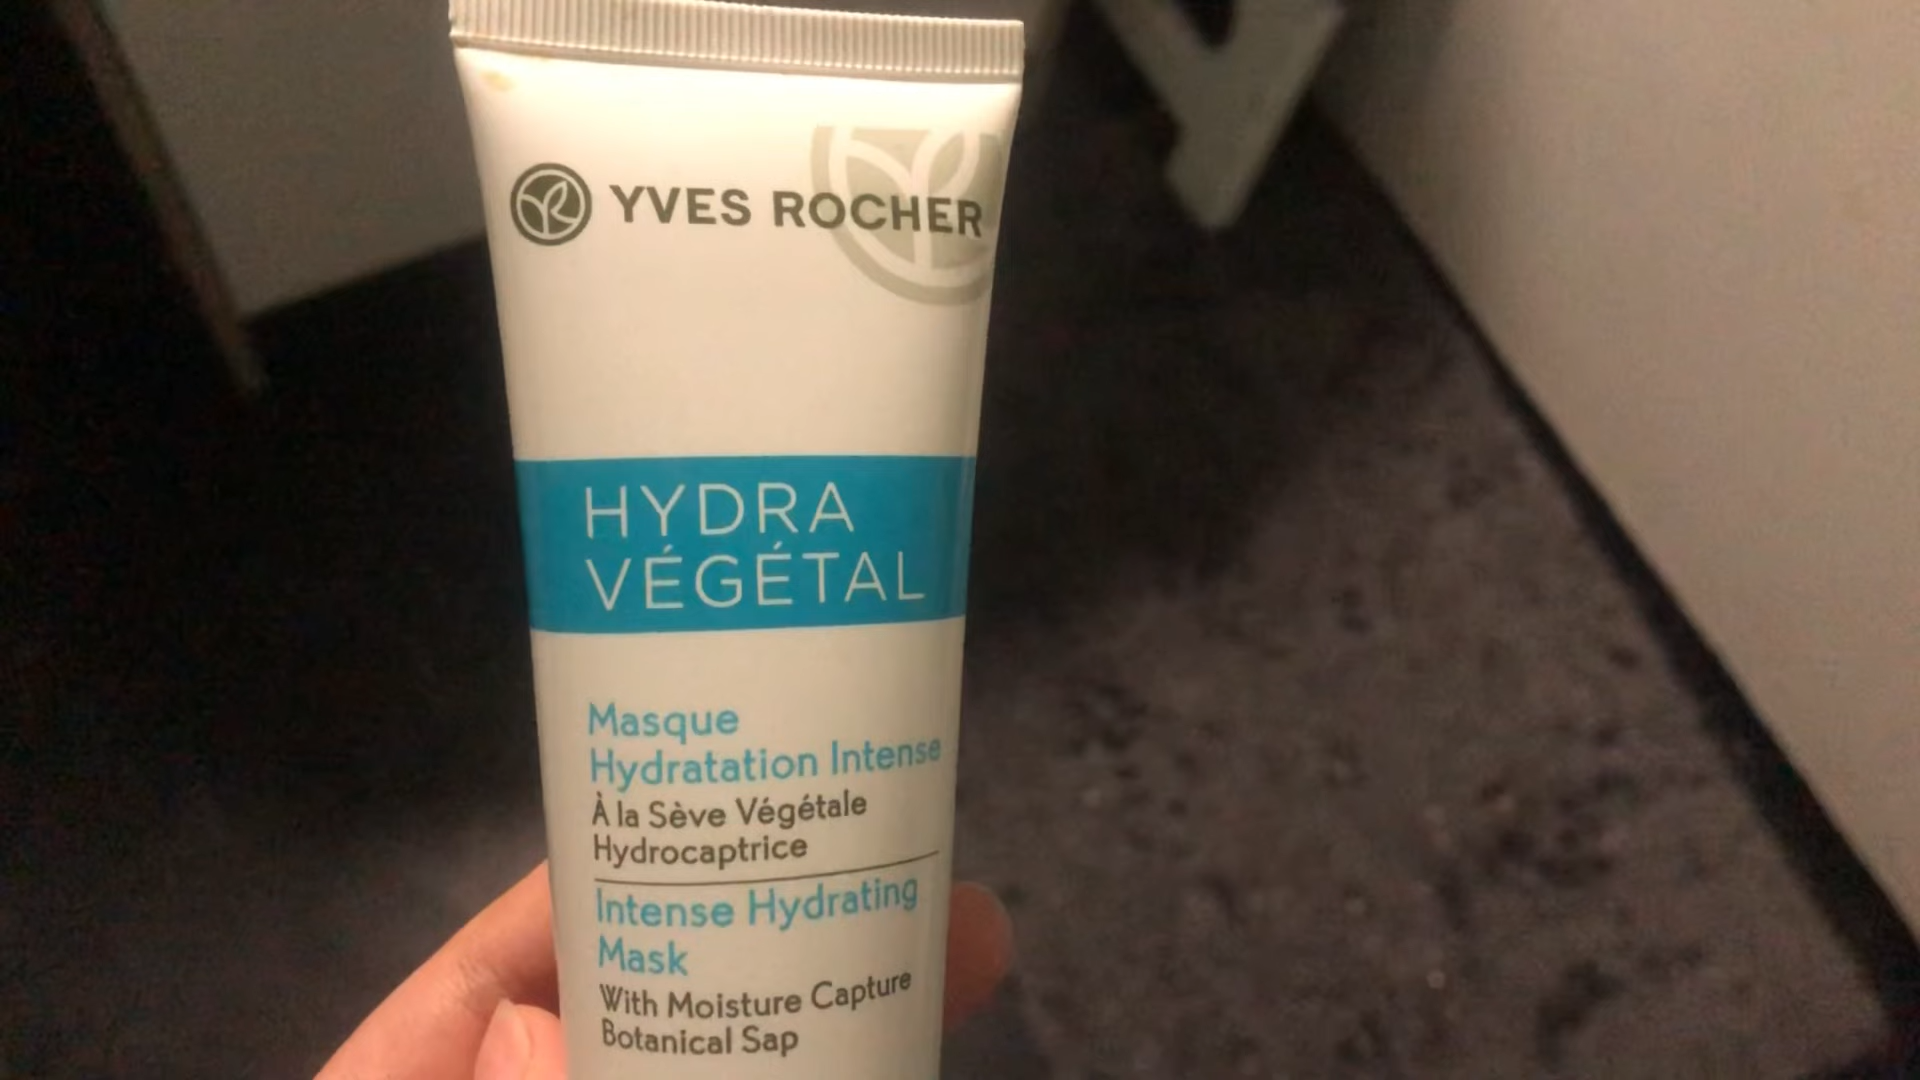 YVES ROCHER
HYDRA
VÉGÉTAL
Masque
Hydratation Intense
À la Sève Végétale
Hydrocaptrice
Intense Hydrating
Mask
With Moisture Capture
Botanical Sap